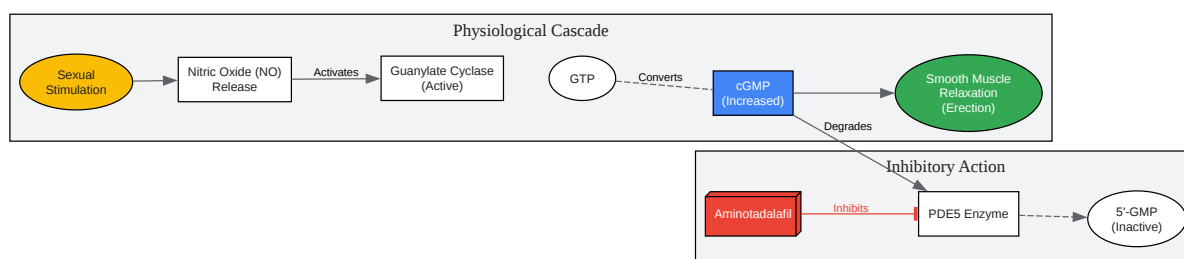 Physiological Cascade
Sexual
Stimulation
Nitric Oxide (NO)
Release
Activates
Guanylate Cyclase
(Active)
GTP
Converts
cGMP
(Increased)
Smooth Muscle
Relaxation
(Erection)
Degrades
Inhibitory Action
Aminotadalafil
Inhibits
PDE5 Enzyme
5'-GMP
(Inactive)